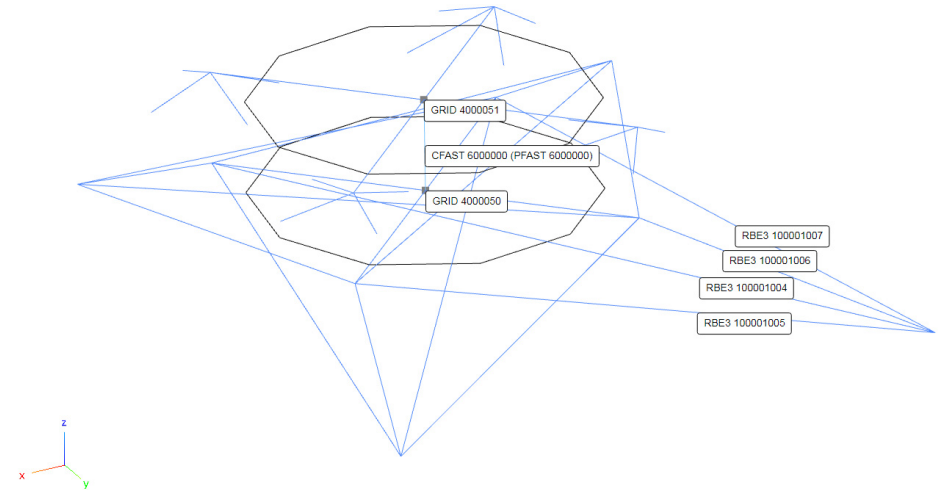 GRID 4000051
CFAST 6000000 (PFAST 6000000)
GRID 4000050
RBE3 100001007
RBE3 100001006
RBE3 100001004
RBE3 100001005
z
x
y